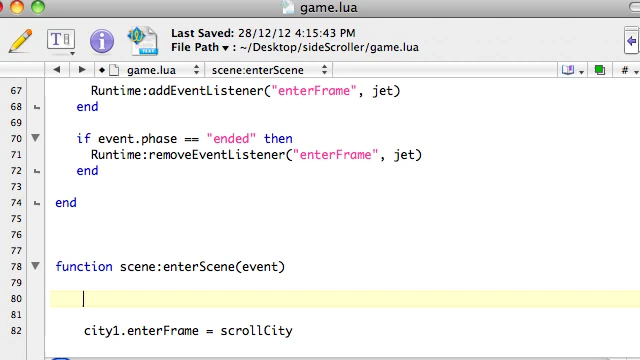 game.lua
Last Saved: 28/12/12 4:15:43 PM
File Path ▾: ~/Desktop/sideScroller/game.lua
T
i
TEXT
game.lua
scene:enterScene
#
67 Runtime:addEventListener("enterFrame", jet)
68 end
69
70 if event.phase == "ended" then
71 Runtime:removeEventListener("enterFrame", jet)
72 end
73
74 end
75
76
77
78 function scene:enterScene(event)
79
80
81
82 city1.enterFrame = scrollCity